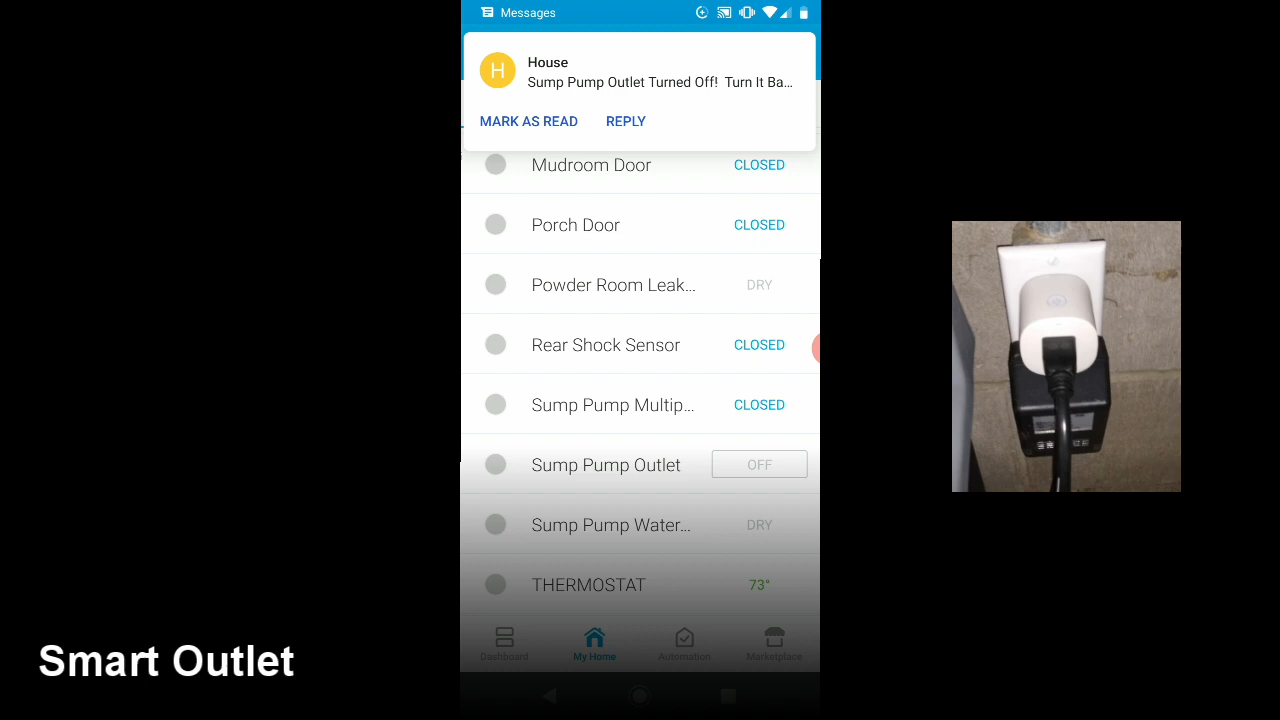 Messages
H
House
Sump Pump Outlet Turned Off! Turn It Ba...
MARK AS READ REPLY
Mudroom Door CLOSED
Porch Door CLOSED
Powder Room Leak... DRY
Rear Shock Sensor CLOSED
Sump Pump Multip... CLOSED
Sump Pump Outlet OFF
Sump Pump Water... DRY
THERMOSTAT 73°
Dashboard My Home Automation Marketplace
Smart Outlet